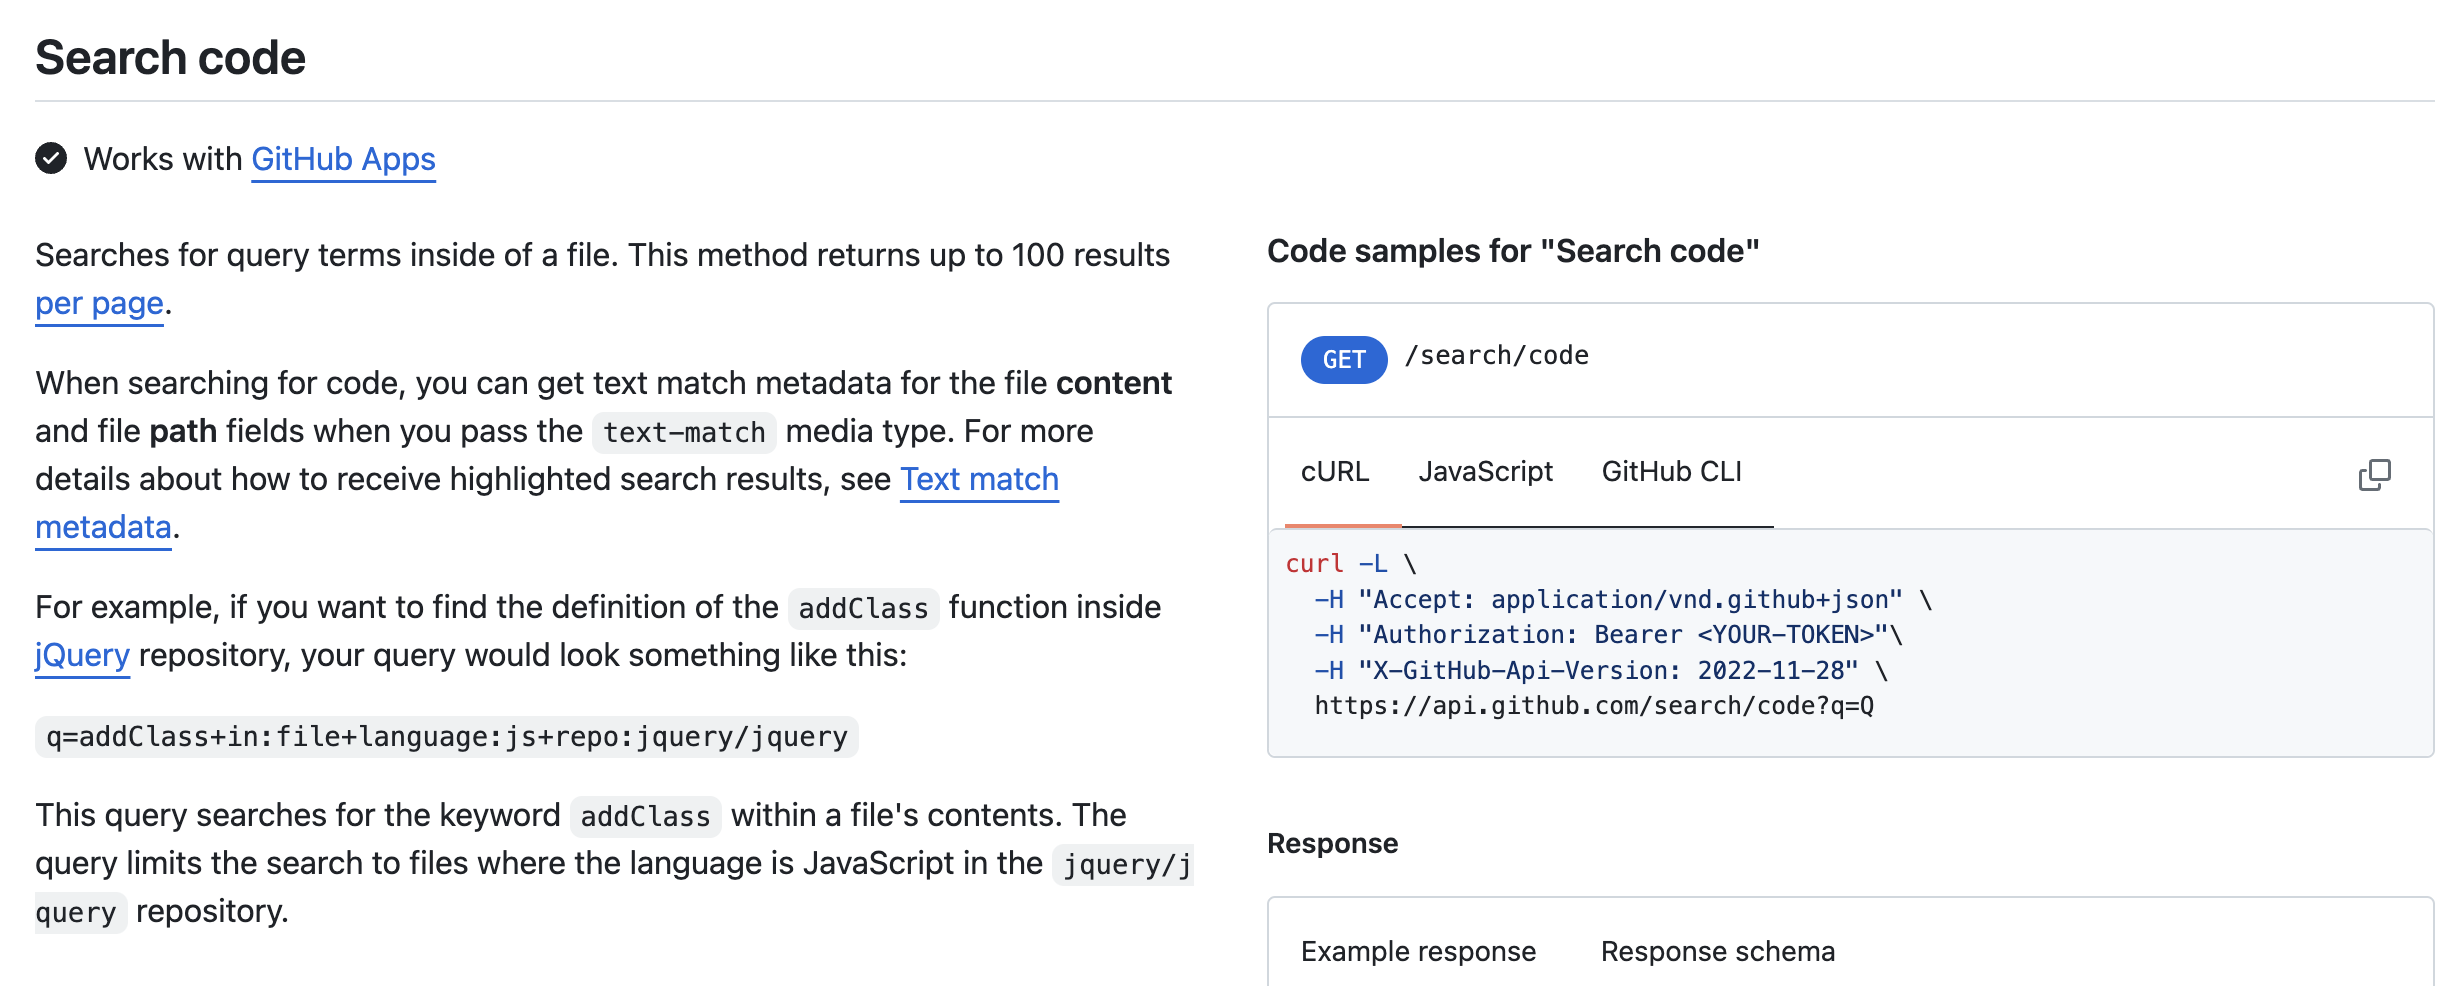 Search code
Works with GitHub Apps
Searches for query terms inside of a file. This method returns up to 100 results
per page.
When searching for code, you can get text match metadata for the file content
and file path fields when you pass the text-match media type. For more
details about how to receive highlighted search results, see Text match
metadata.
For example, if you want to find the definition of the addClass function inside
jQuery repository, your query would look something like this:
q=addClass+in:file+language:js+repo:jquery/jquery
This query searches for the keyword addClass within a file's contents. The
query limits the search to files where the language is JavaScript in the jquery/j
query repository.
Code samples for "Search code"
GET /search/code
cURL JavaScript GitHub CLI
curl -L \
  -H "Accept: application/vnd.github+json" \
  -H "Authorization: Bearer <YOUR-TOKEN>"\
  -H "X-GitHub-Api-Version: 2022-11-28" \
  https://api.github.com/search/code?q=Q
Response
Example response Response schema